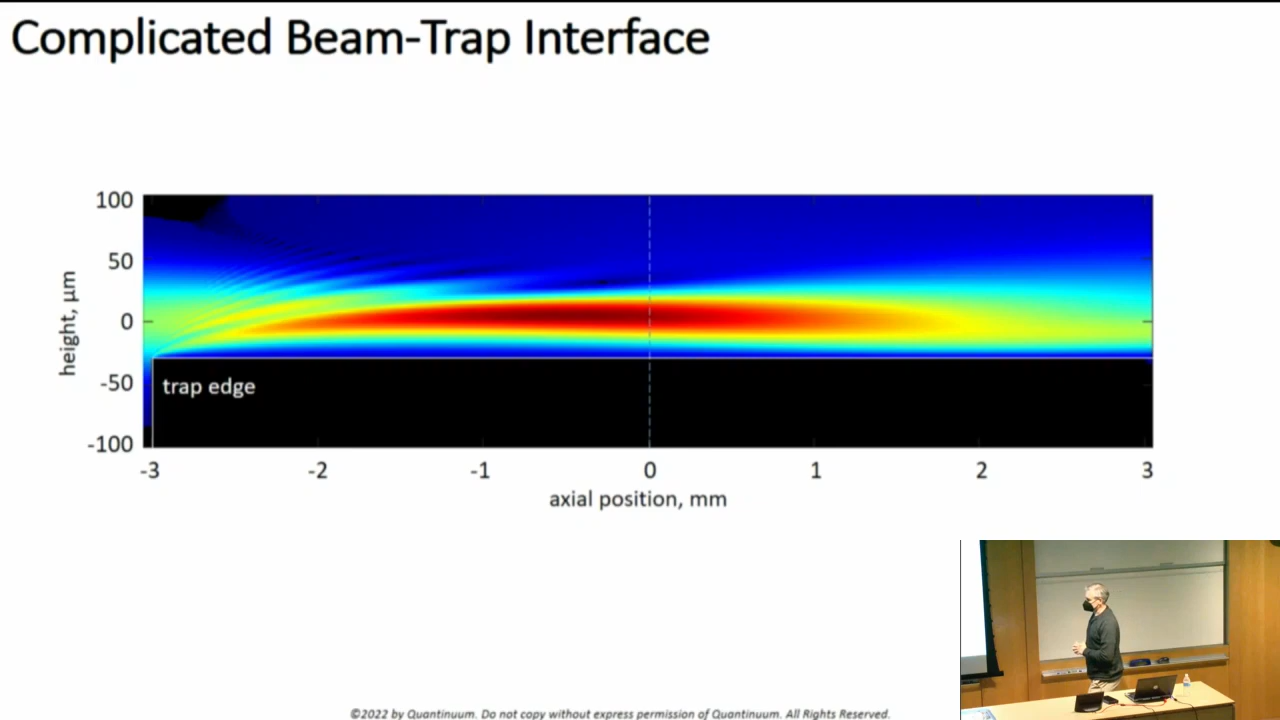 Complicated Beam-Trap Interface
100
50
0
-50
-100
height, μm
trap edge
-3 -2 -1 0 1 2 3
axial position, mm
©2022 by Quantinuum. Do not copy without express permission of Quantinuum. All Rights Reserved.